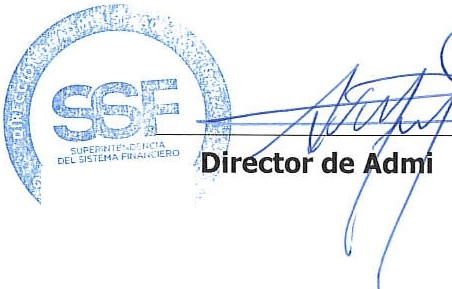 SSF
SUPERINTENDENCIA
DEL SISTEMA FINANCIERO
Director de Admi